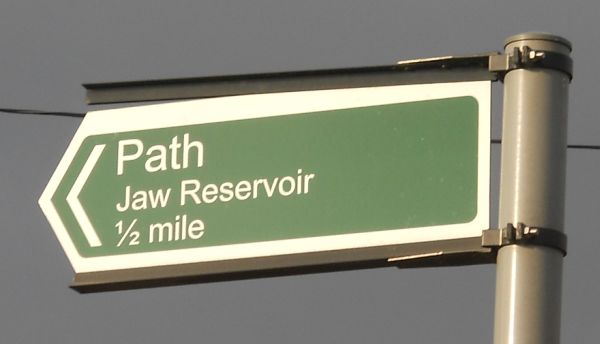 Path
Jaw Reservoir
½ mile